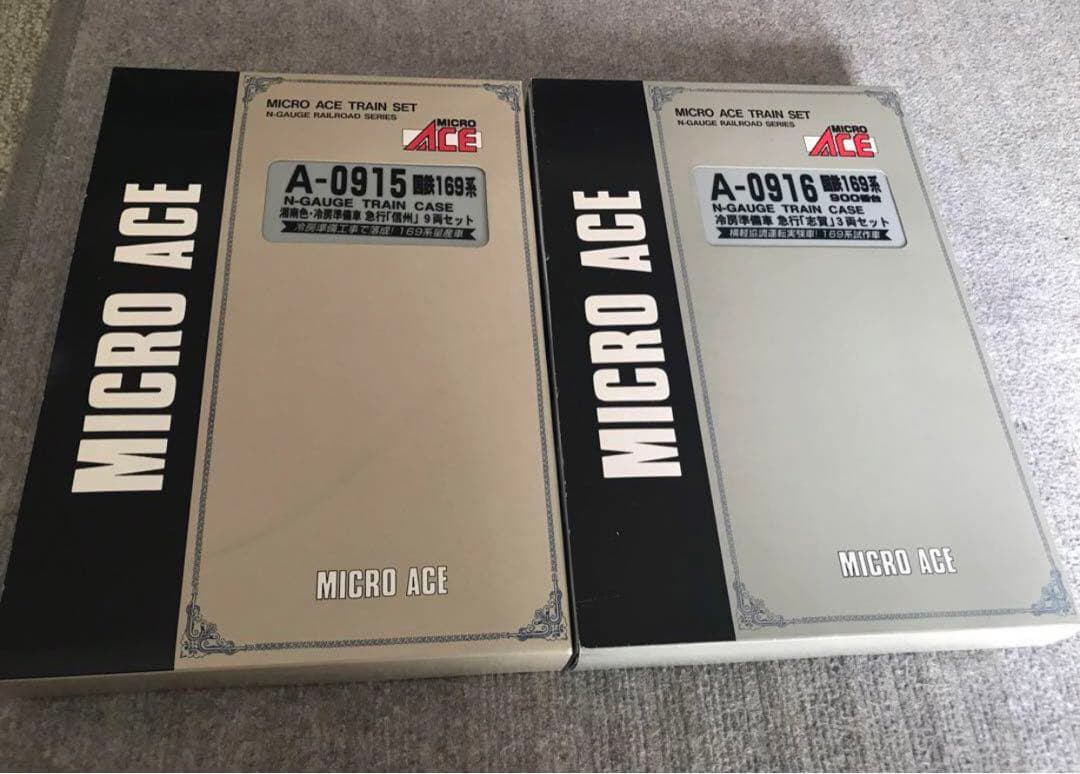 MICRO ACE
MICRO ACE TRAIN SET
N-GAUGE RAILROAD SERIES
MICRO
ACE
A-0915 国鉄169系
N-GAUGE TRAIN CASE
湘南色・冷房準備車 急行「信州」9両セット
冷房準備工事で落成! 169系量産車
MICRO ACE
MICRO ACE
MICRO ACE TRAIN SET
N-GAUGE RAILROAD SERIES
MICRO
ACE
A-0916 国鉄169系
900番台
N-GAUGE TRAIN CASE
冷房準備車 急行「志賀」3両セット
横軽協調運転実験車! 169系試作車
MICRO ACE